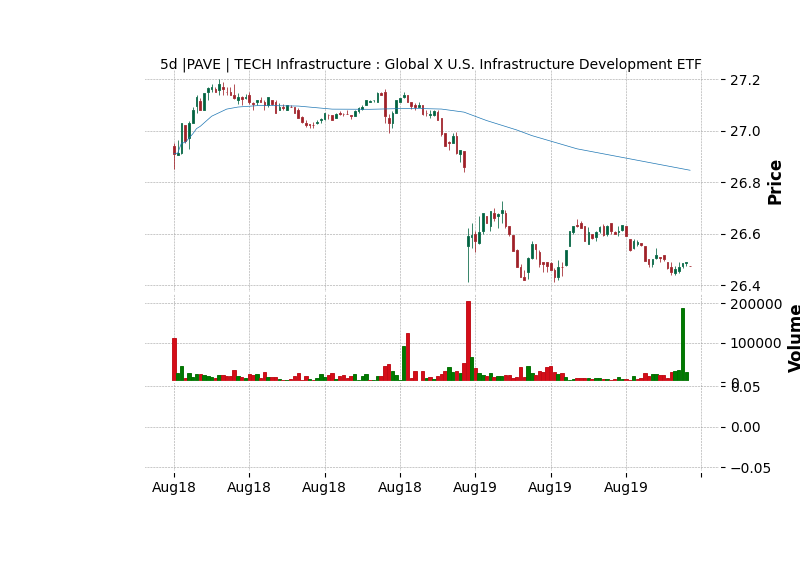 5d |PAVE | TECH Infrastructure : Global X U.S. Infrastructure Development ETF
27.2
27.0
26.8
26.6
26.4
Price
200000
100000
0
Volume
0.05
0.00
−0.05
Aug18 Aug18 Aug18 Aug18 Aug19 Aug19 Aug19